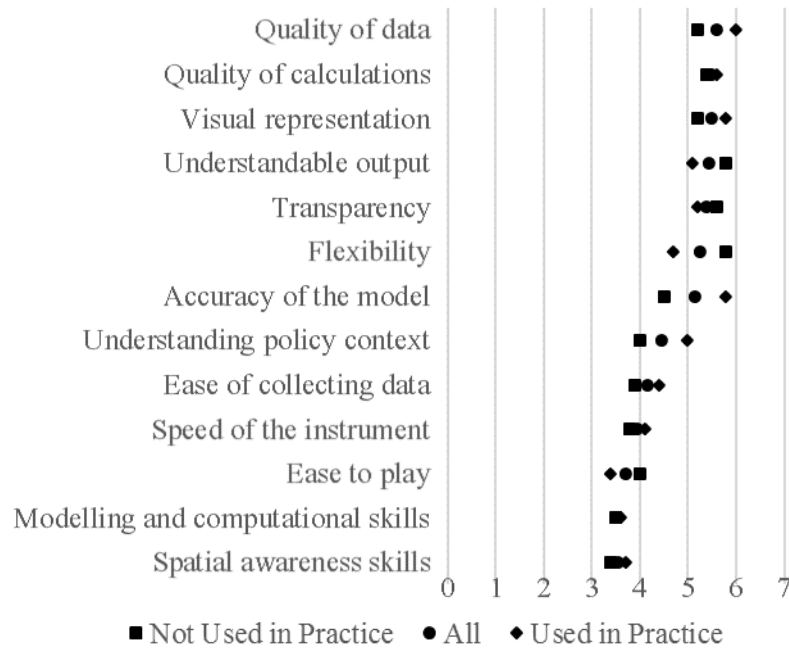 Quality of data
Quality of calculations
Visual representation
Understandable output
Transparency
Flexibility
Accuracy of the model
Understanding policy context
Ease of collecting data
Speed of the instrument
Ease to play
Modelling and computational skills
Spatial awareness skills
0 1 2 3 4 5 6 7
Not Used in Practice All Used in Practice